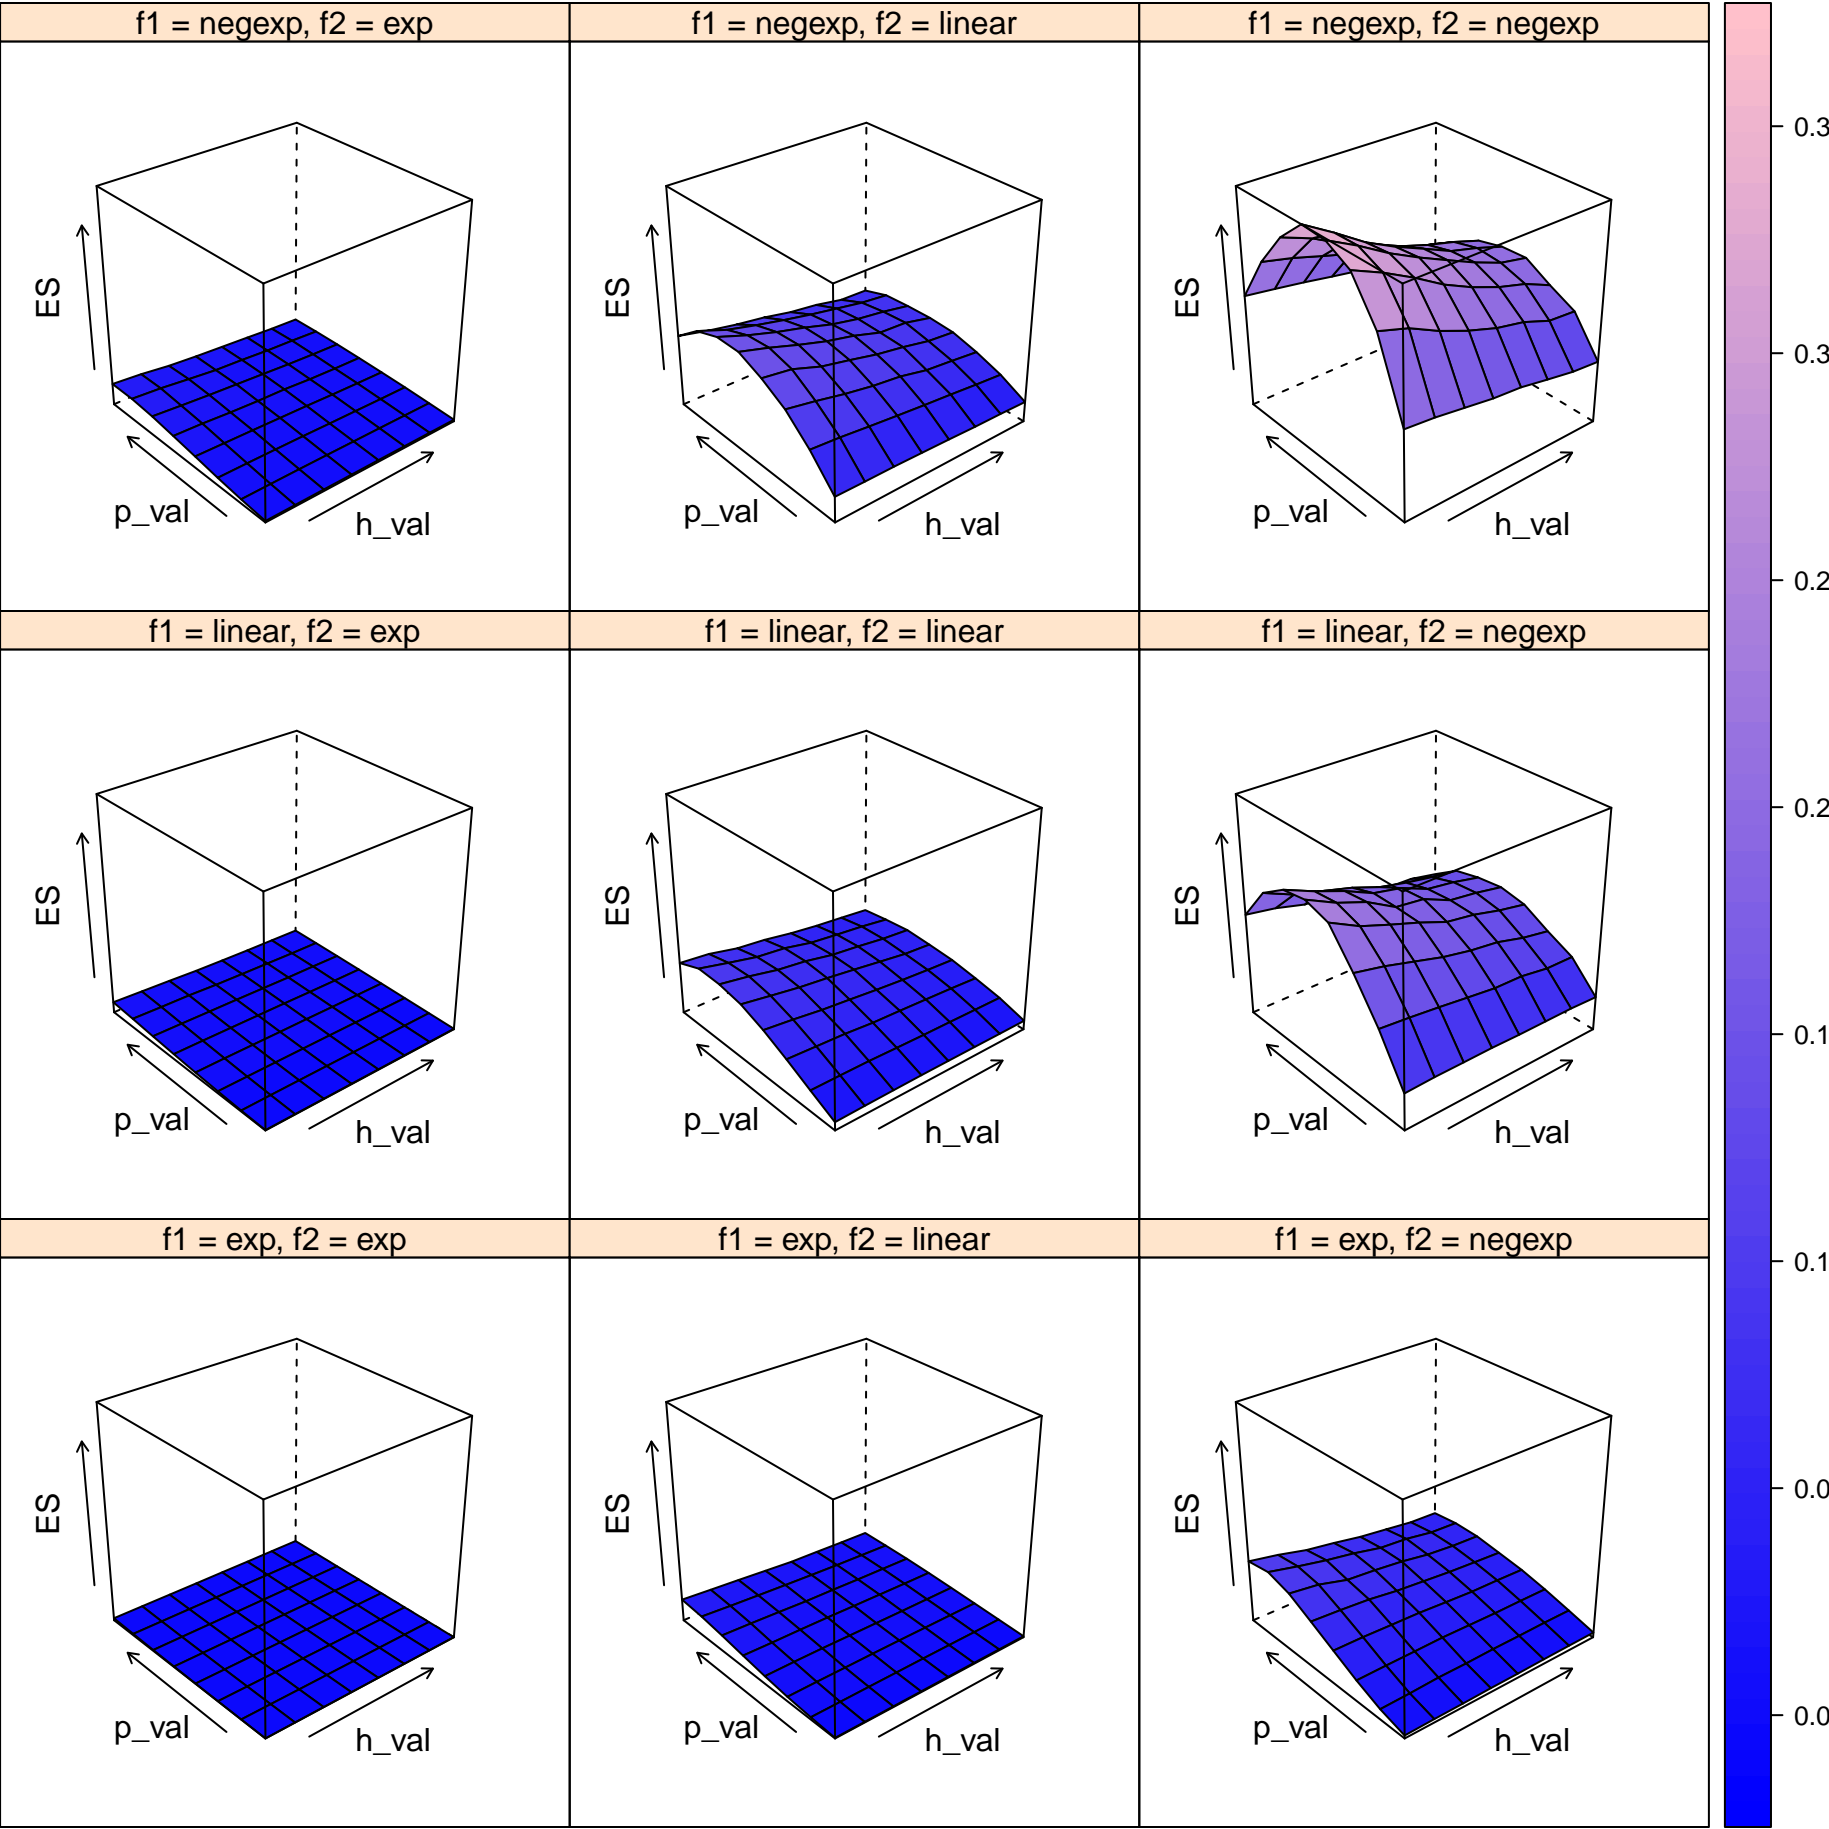 f1 = negexp, f2 = exp
f1 = negexp, f2 = linear
f1 = negexp, f2 = negexp
ES
p_val
h_val
ES
p_val
h_val
ES
p_val
h_val
f1 = linear, f2 = exp
f1 = linear, f2 = linear
f1 = linear, f2 = negexp
ES
p_val
h_val
ES
p_val
h_val
ES
p_val
h_val
f1 = exp, f2 = exp
f1 = exp, f2 = linear
f1 = exp, f2 = negexp
ES
p_val
h_val
ES
p_val
h_val
ES
p_val
h_val
0.3
0.3
0.2
0.2
0.1
0.1
0.0
0.0